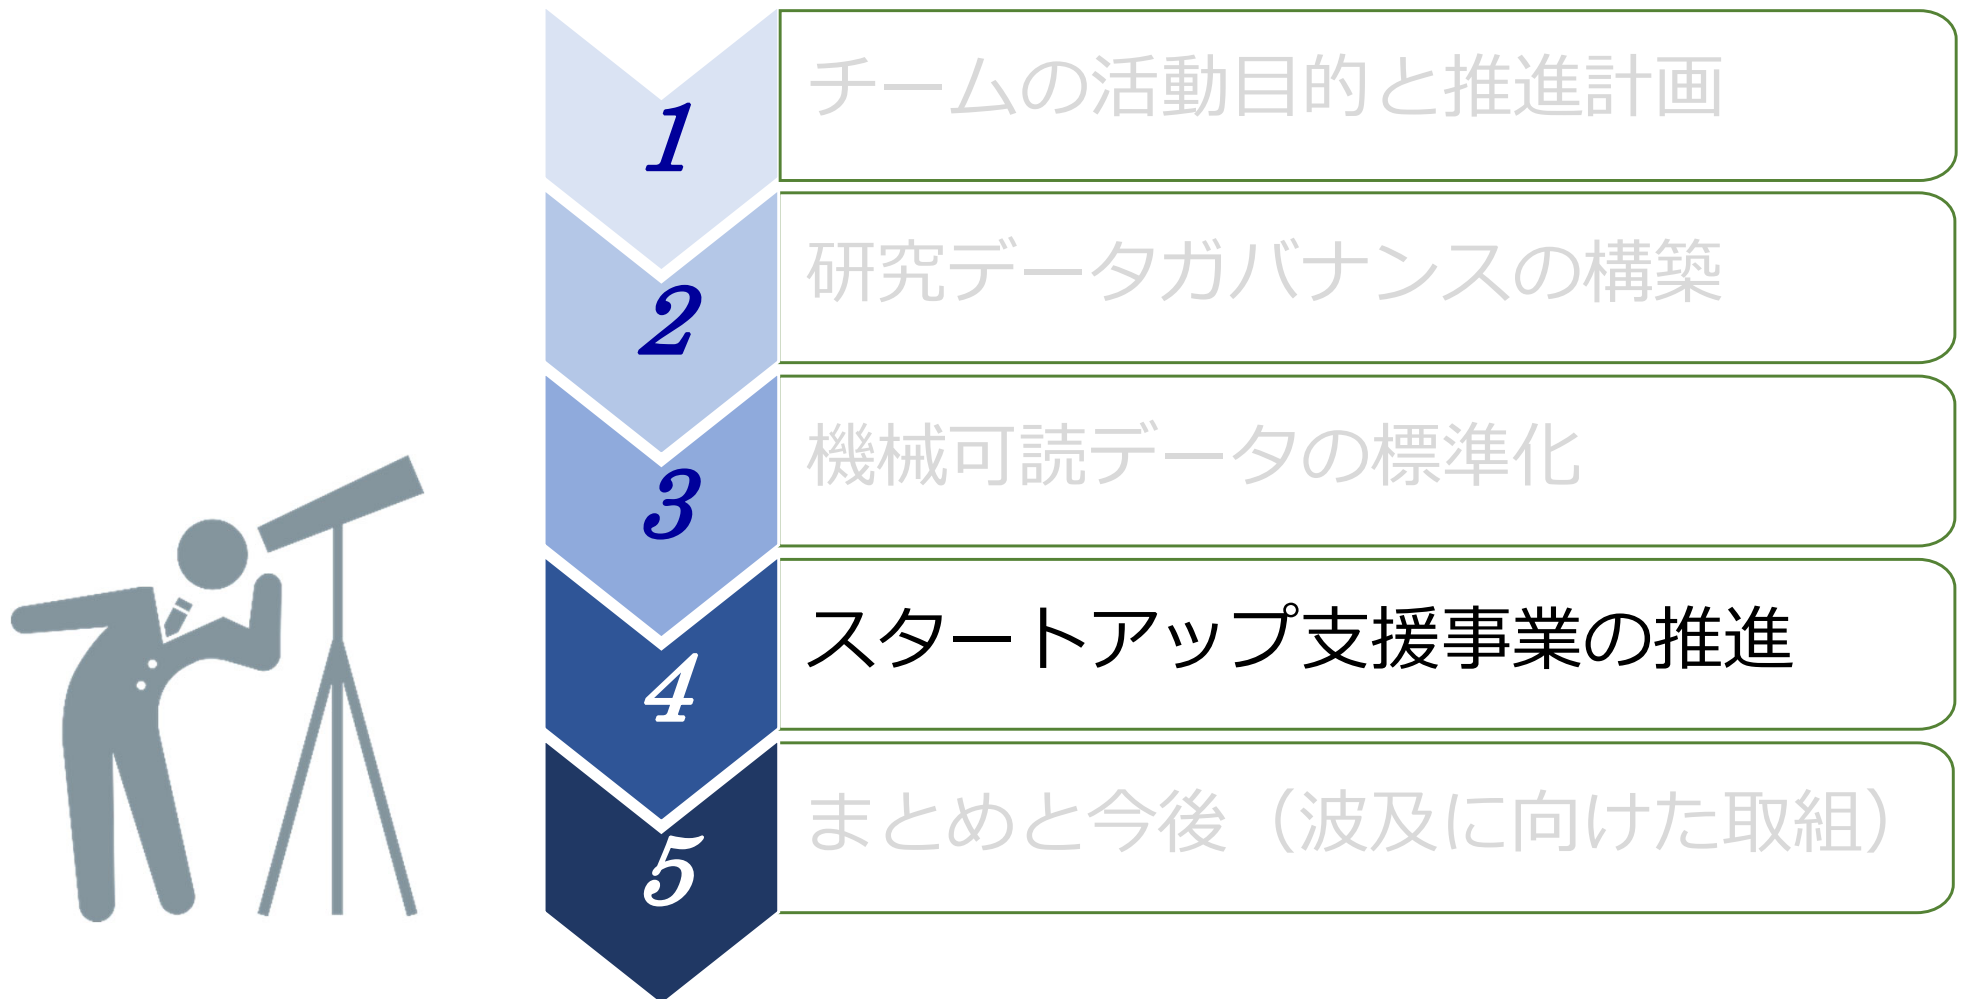 1
チームの活動目的と推進計画
2
研究データガバナンスの構築
3
機械可読データの標準化
4
スタートアップ支援事業の推進
5
まとめと今後（波及に向けた取組）